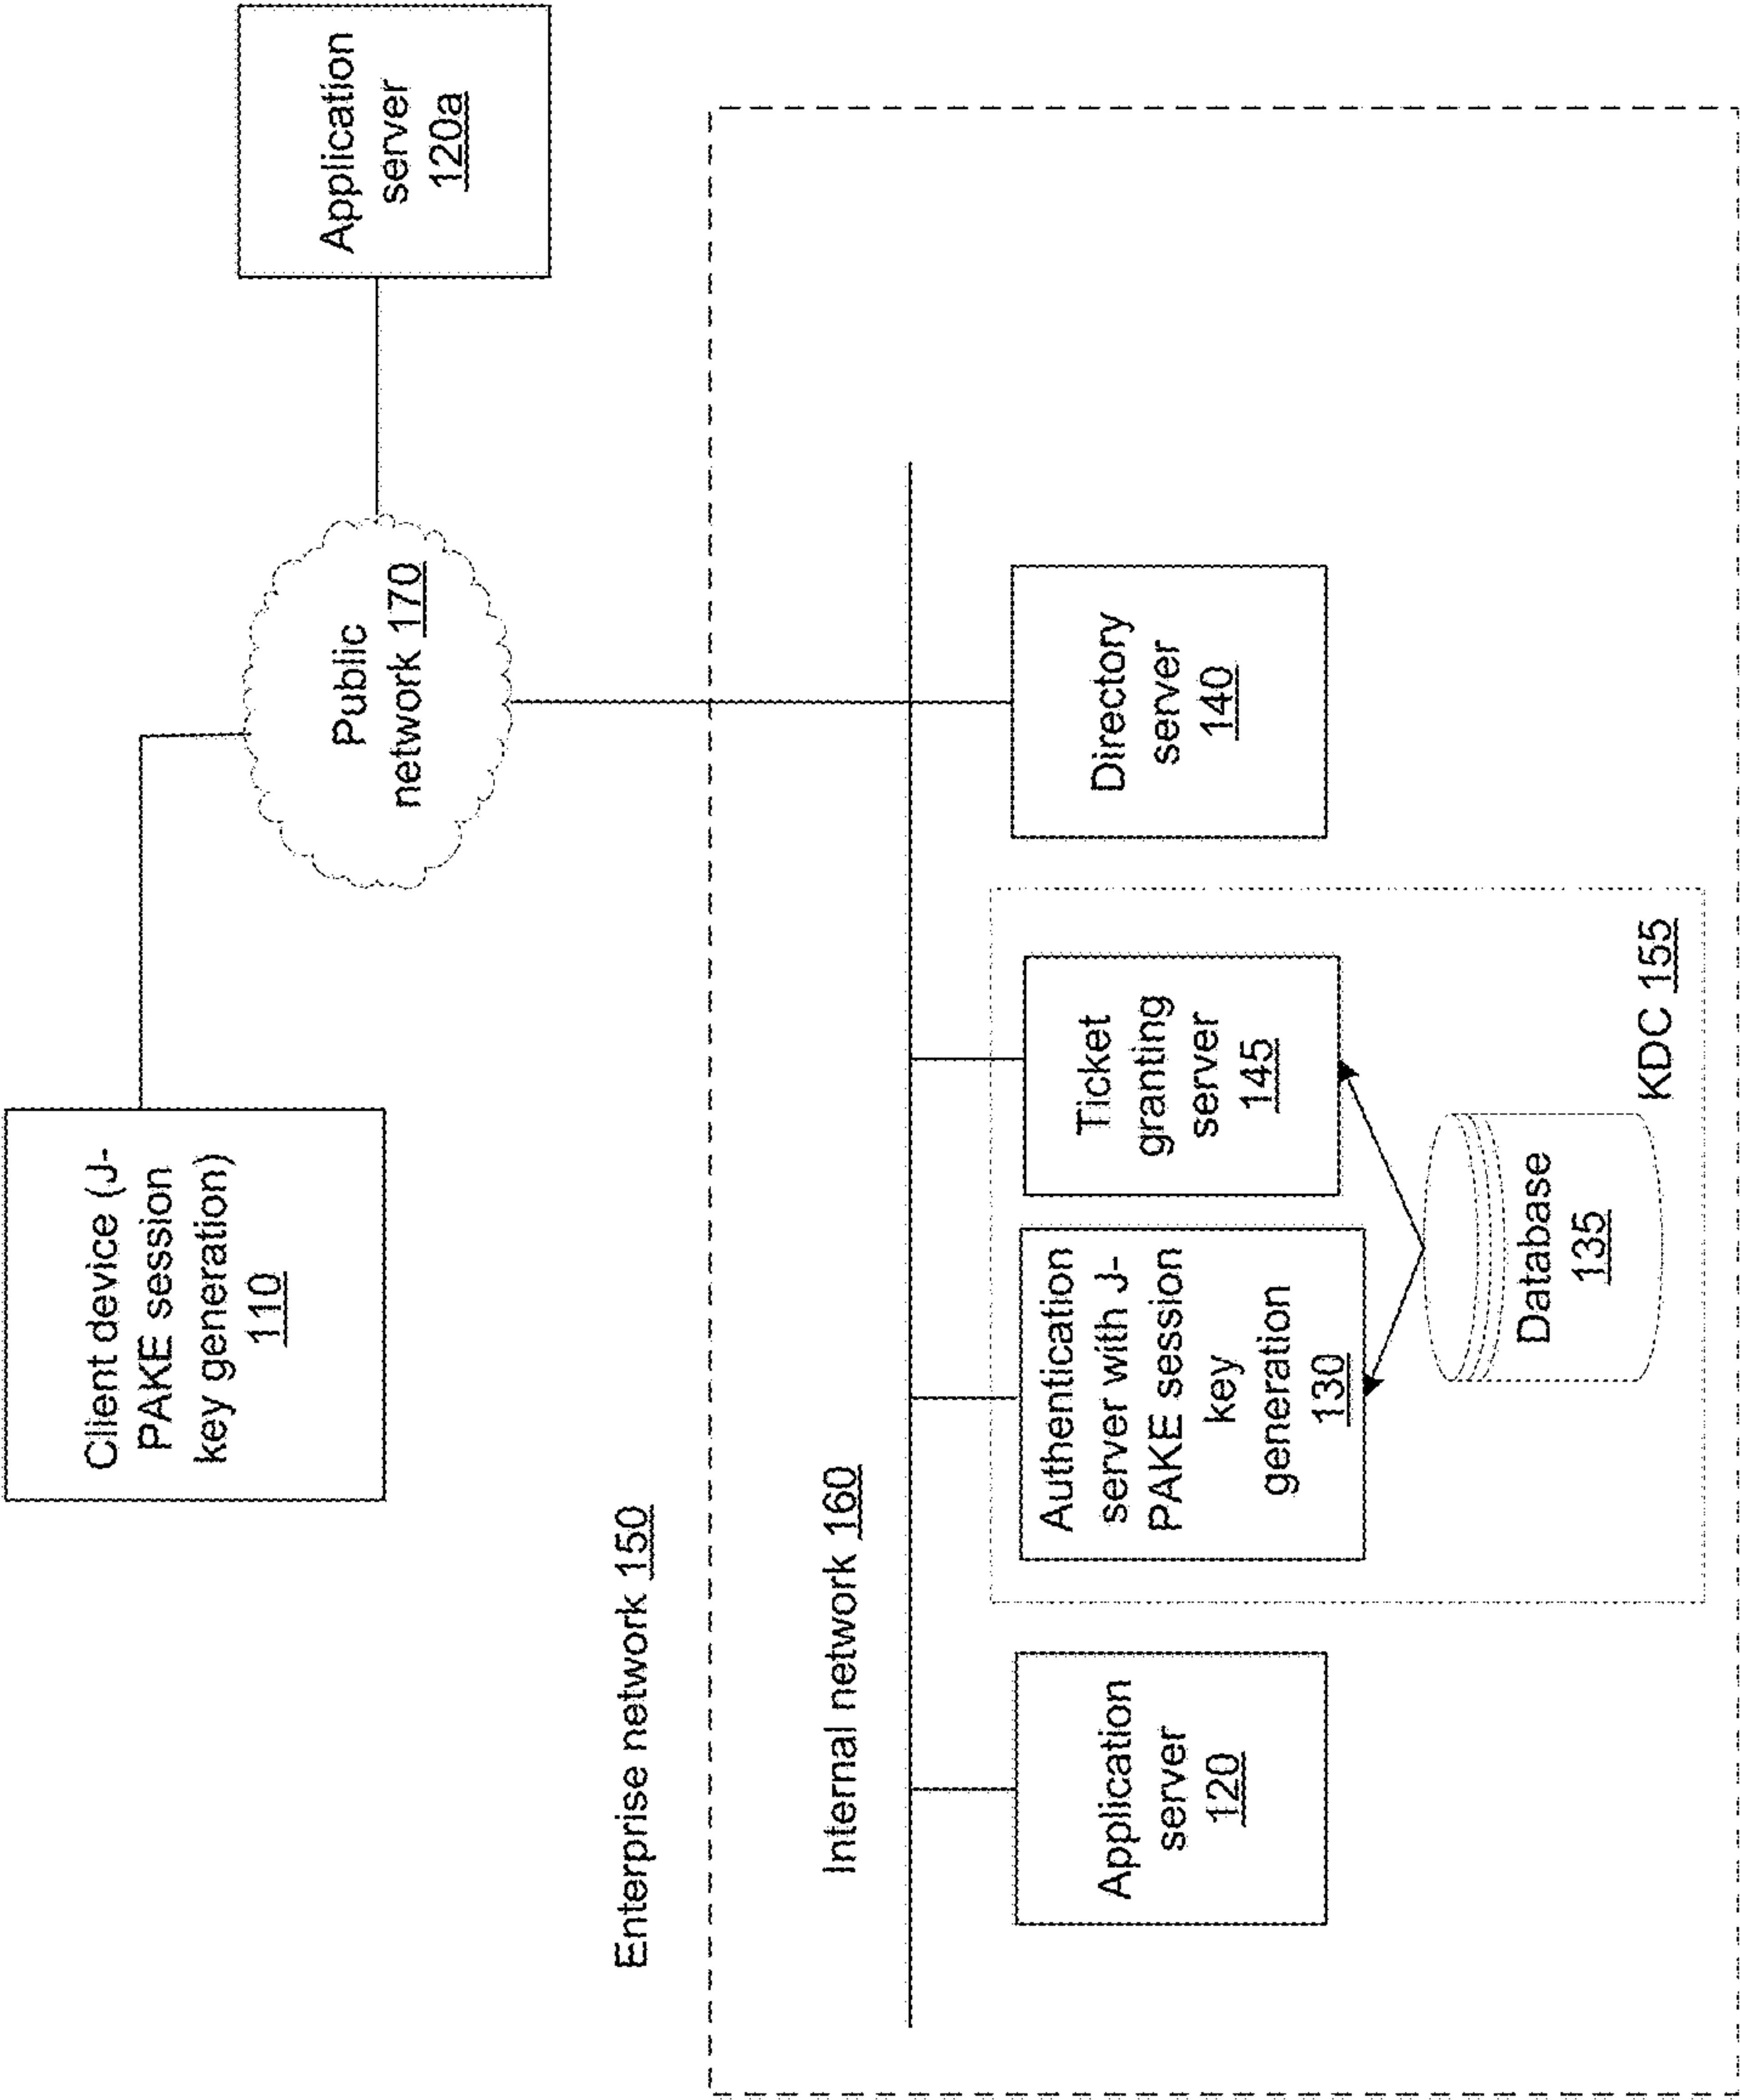 Client device (J-
PAKE session
key generation)
110
Public
network 170
Application
server
120a
Enterprise network 150
Internal network 160
Application
server
120
Authentication
server with J-
PAKE session
key
generation
130
Ticket
granting
server
145
Directory
server
140
Database
135
KDC 155